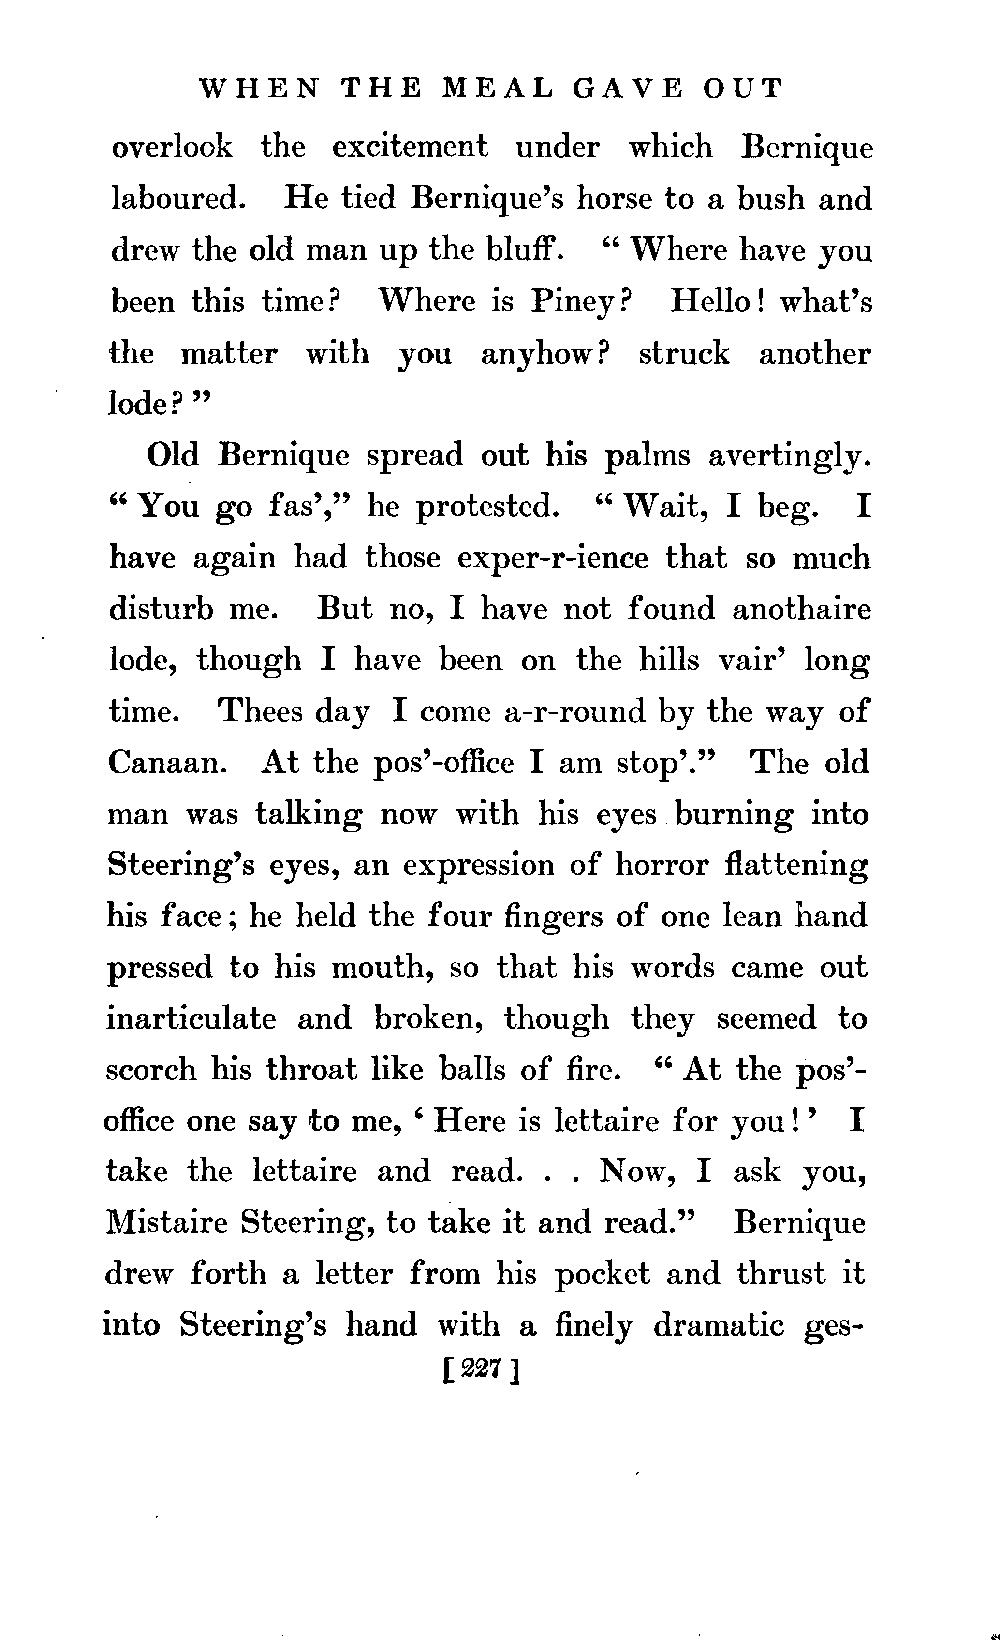 WHEN THE MEAL GAVE OUT
overlook the excitement under which Bernique
laboured. He tied Bernique's horse to a bush and
drew the old man up the bluff. “ Where have you
been this time? Where is Piney? Hello! what's
the matter with you anyhow? struck another
lode? ”
Old Bernique spread out his palms avertingly.
“ You go fas',” he protested. “ Wait, I beg. I
have again had those exper-r-ience that so much
disturb me. But no, I have not found anothaire
lode, though I have been on the hills vair' long
time. Thees day I come a-r-round by the way of
Canaan. At the pos'-office I am stop'.” The old
man was talking now with his eyes burning into
Steering's eyes, an expression of horror flattening
his face; he held the four fingers of one lean hand
pressed to his mouth, so that his words came out
inarticulate and broken, though they seemed to
scorch his throat like balls of fire. “ At the pos'-
office one say to me, ‘ Here is lettaire for you! ’ I
take the lettaire and read. . . Now, I ask you,
Mistaire Steering, to take it and read.” Bernique
drew forth a letter from his pocket and thrust it
into Steering's hand with a finely dramatic ges-
[ 227 ]